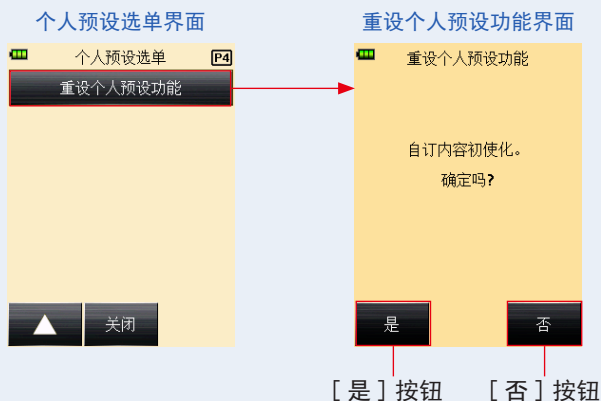 个人预设选单界面
个人预设选单 P4
重设个人预设功能
关闭
重设个人预设功能界面
重设个人预设功能
自订内容初使化。
确定吗?
是 否
[ 是 ] 按钮 [ 否 ] 按钮